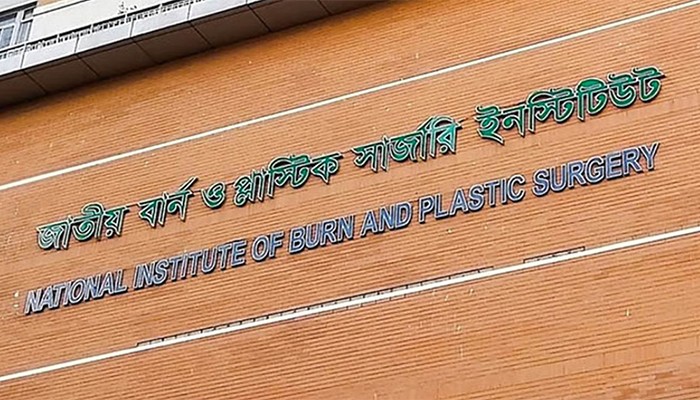 জাতীয় বার্ন ও প্লাস্টিক সার্জারি ইনস্টিটিউট
NATIONAL INSTITUTE OF BURN AND PLASTIC SURGERY